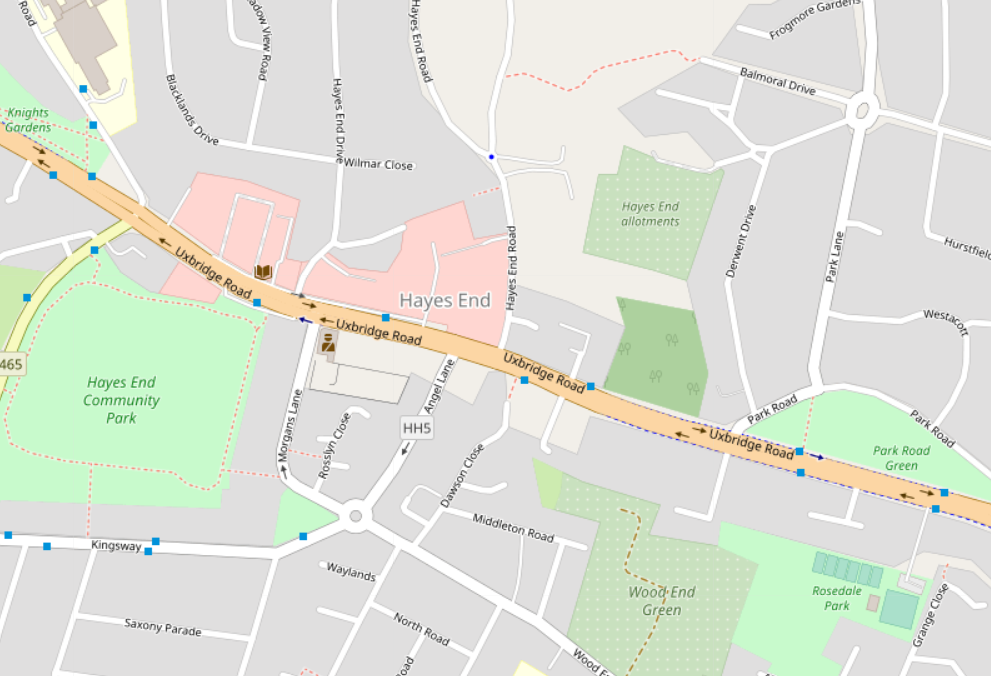 Road
adow View Road
Hayes End Road
Frogmore Gardens
Balmoral Drive
Blacklands Drive
Hayes End Drive
Knights
Gardens
Wilmar Close
Hayes End
allotments
Derwent Drive
Park Lane
Hurstfield
Hayes End Road
Uxbridge Road
Hayes End
Uxbridge Road
Westacott
Uxbridge Road
465
Hayes End
Community
Park
Angel Lane
Morgans Lane
Rosslyn Close
HH5
Park Road
Park Road
Uxbridge Road
Park Road
Green
Dawson Close
Middleton Road
Kingsway
Waylands
Wood End
Green
Rosedale
Park
Grange Close
Saxony Parade
North Road
Road
Wood E